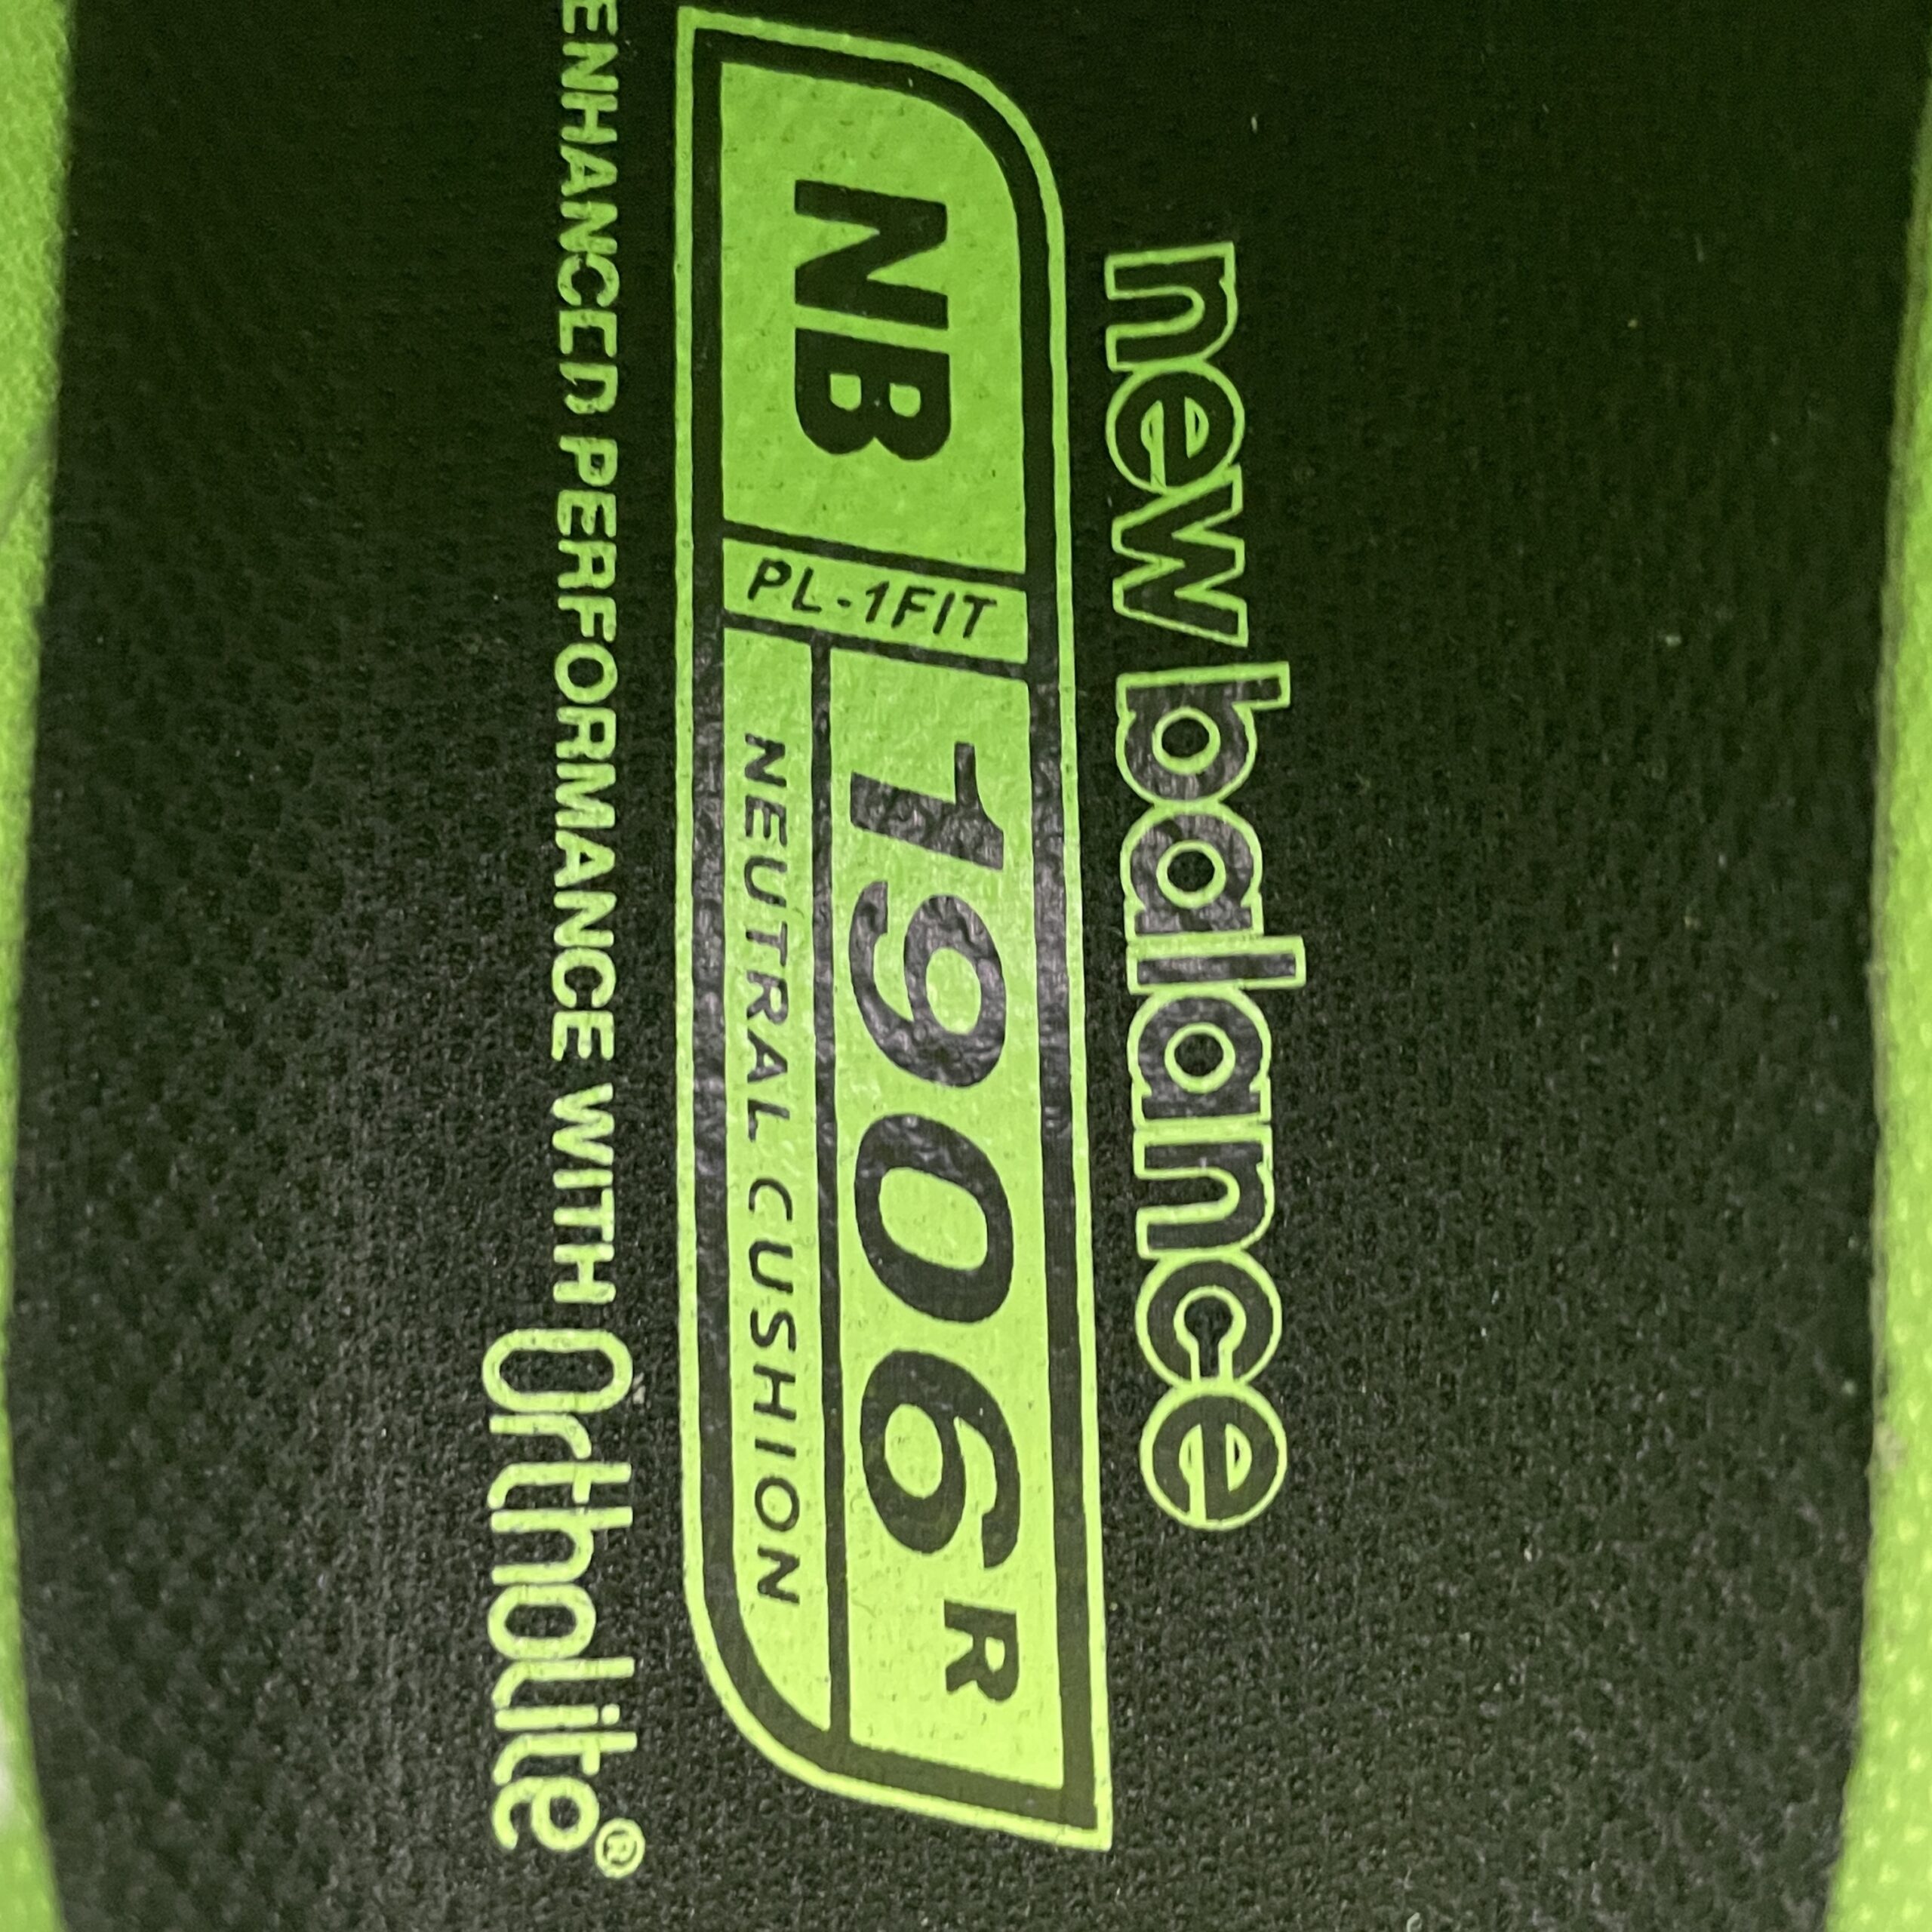 new balance
NB
PL-1FIT
1906R
NEUTRAL CUSHION
ENHANCED PERFORMANCE WITH Ortholite®